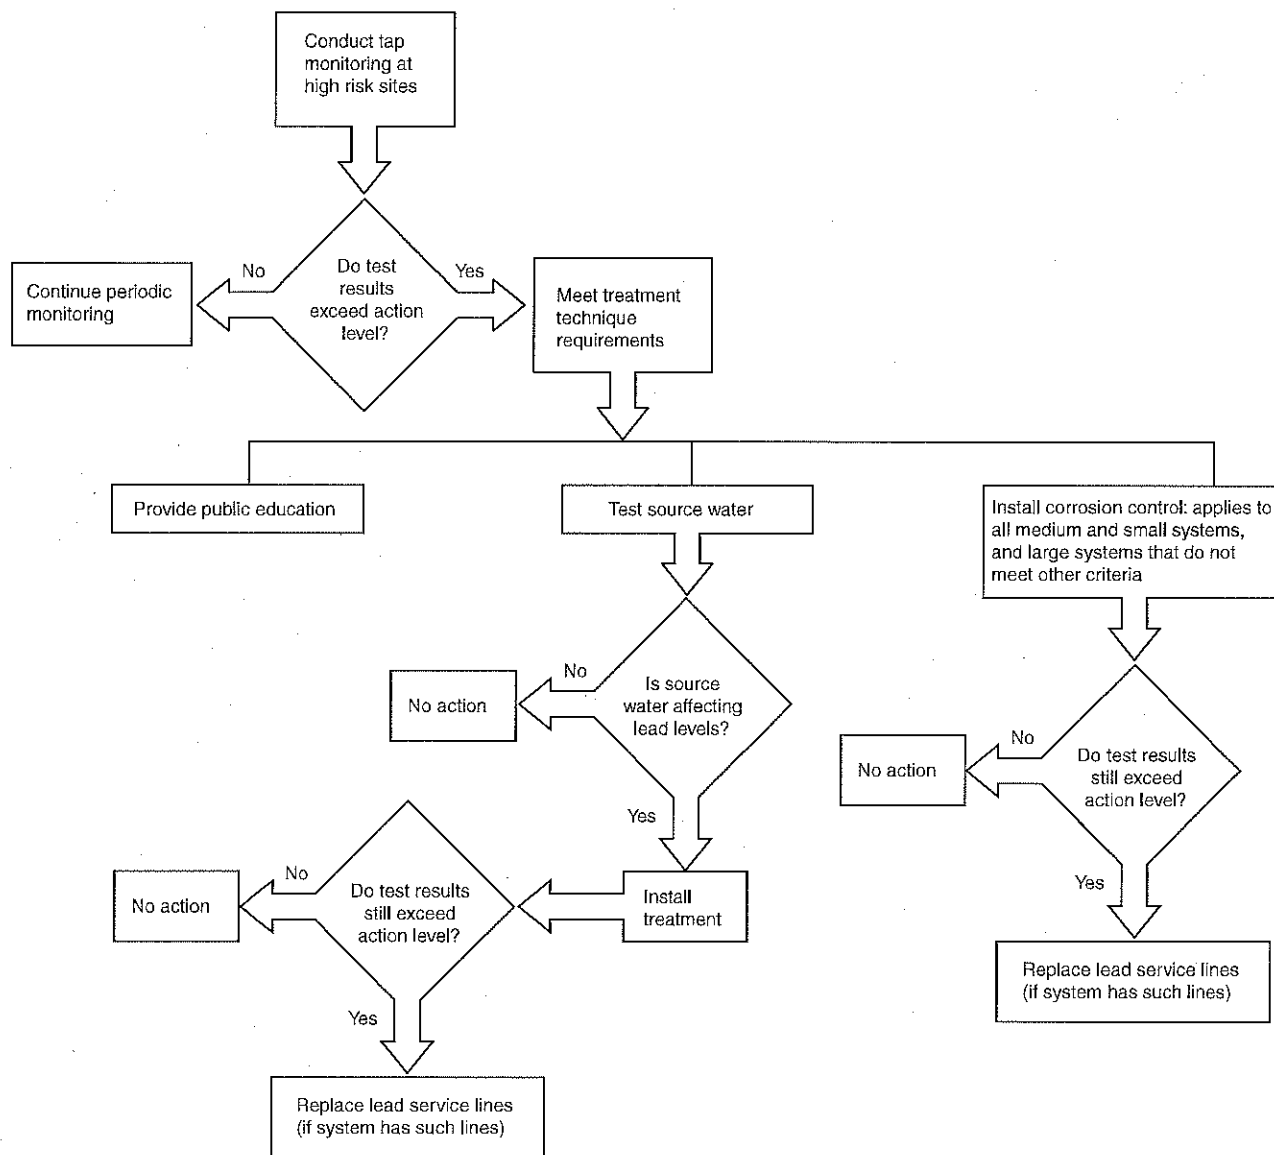 Conduct tap
monitoring at
high risk sites
No
Yes
Continue periodic
monitoring
Do test
results
exceed action
level?
Meet treatment
technique
requirements
Provide public education
Test source water
Install corrosion control: applies to
all medium and small systems,
and large systems that do not
meet other criteria
No
No action
Is source
water affecting
lead levels?
No
No action
Do test results
still exceed
action level?
Yes
Yes
No
No action
Do test results
still exceed
action level?
Install
treatment
Yes
Replace lead service lines
(if system has such lines)
Replace lead service lines
(if system has such lines)